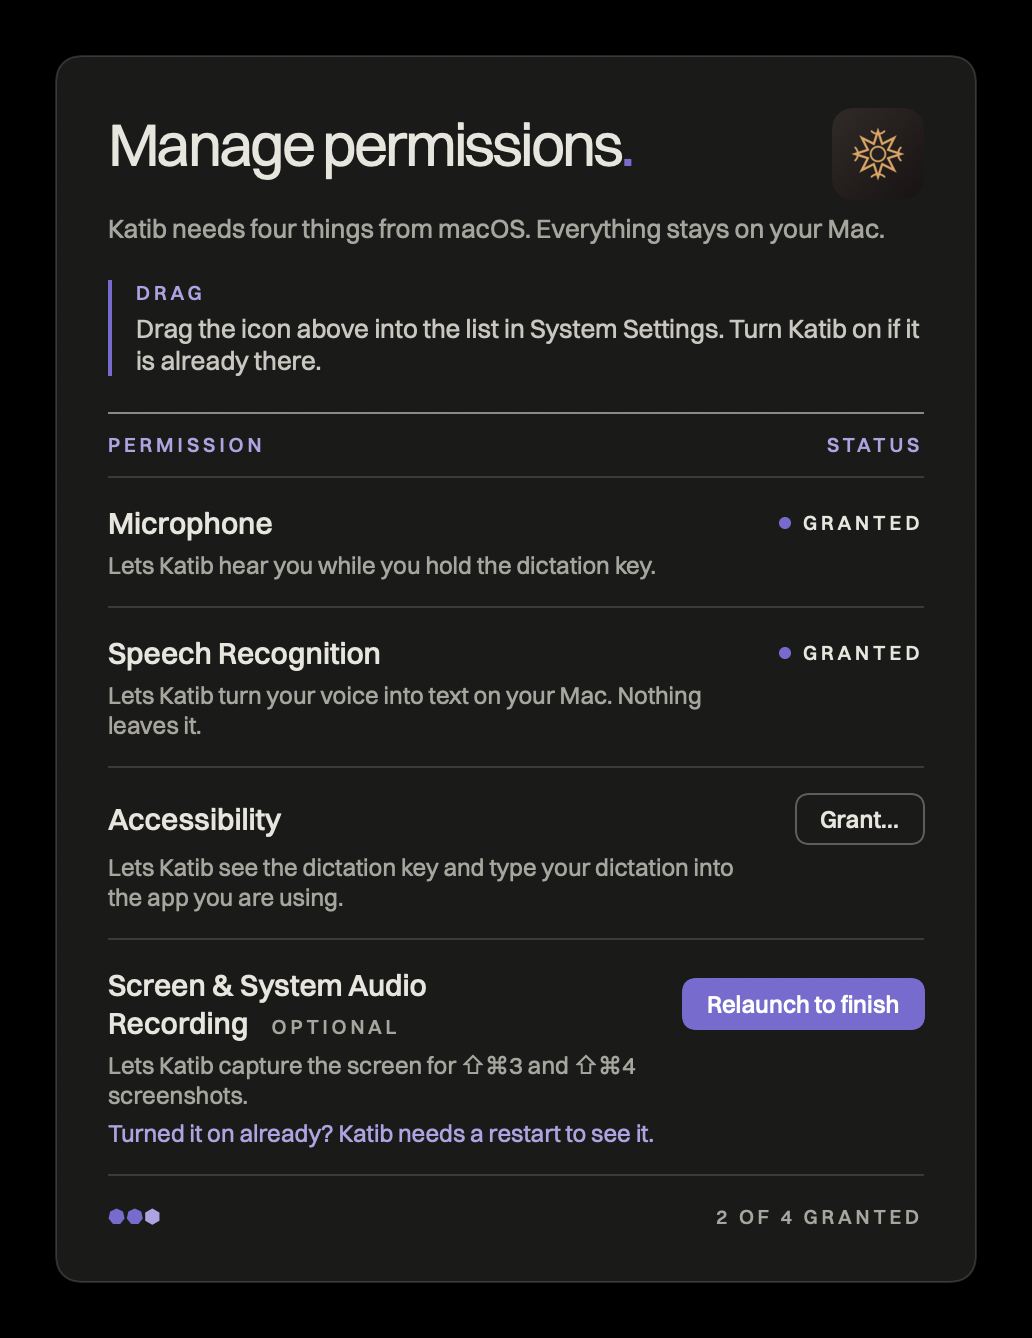 Manage permissions.
Katib needs four things from macOS. Everything stays on your Mac.
DRAG
Drag the icon above into the list in System Settings. Turn Katib on if it
is already there.
PERMISSION
STATUS
Microphone
GRANTED
Lets Katib hear you while you hold the dictation key.
Speech Recognition
GRANTED
Lets Katib turn your voice into text on your Mac. Nothing
leaves it.
Accessibility
Grant...
Lets Katib see the dictation key and type your dictation into
the app you are using.
Screen & System Audio
Recording OPTIONAL
Relaunch to finish
Lets Katib capture the screen for ⇧⌘3 and ⇧⌘4
screenshots.
Turned it on already? Katib needs a restart to see it.
2 OF 4 GRANTED